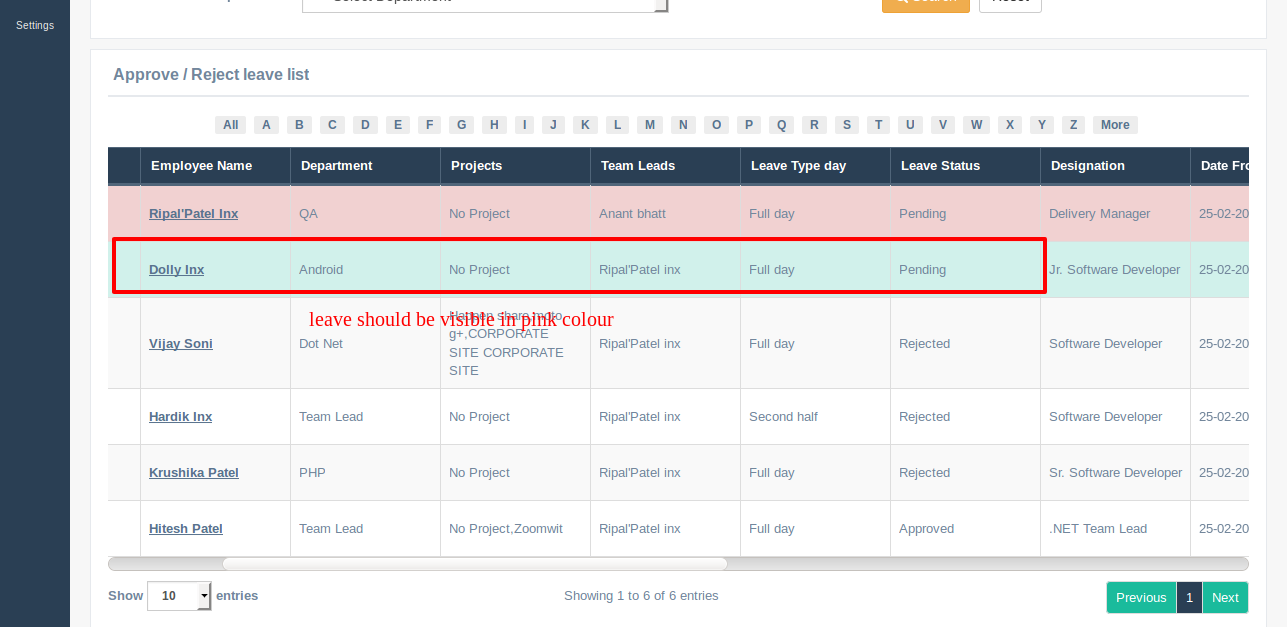 Settings
Approve / Reject leave list
All A B C D E F G H I J K L M N O P Q R S T U V W X Y Z More
Employee Name Department Projects Team Leads Leave Type day Leave Status Designation Date Fro
Ripal'Patel Inx QA No Project Anant bhatt Full day Pending Delivery Manager 25-02-20
Dolly Inx Android No Project Ripal'Patel inx Full day Pending Jr. Software Developer 25-02-20
leave should be visible in pink colour
g+,CORPORATE
SITE CORPORATE
SITE
Vijay Soni Dot Net Ripal'Patel inx Full day Rejected Software Developer 25-02-20
Hardik Inx Team Lead No Project Ripal'Patel inx Second half Rejected Software Developer 25-02-20
Krushika Patel PHP No Project Ripal'Patel inx Full day Rejected Sr. Software Developer 25-02-20
Hitesh Patel Team Lead No Project,Zoomwit Ripal'Patel inx Full day Approved .NET Team Lead 25-02-20
Show 10 entries Showing 1 to 6 of 6 entries Previous 1 Next